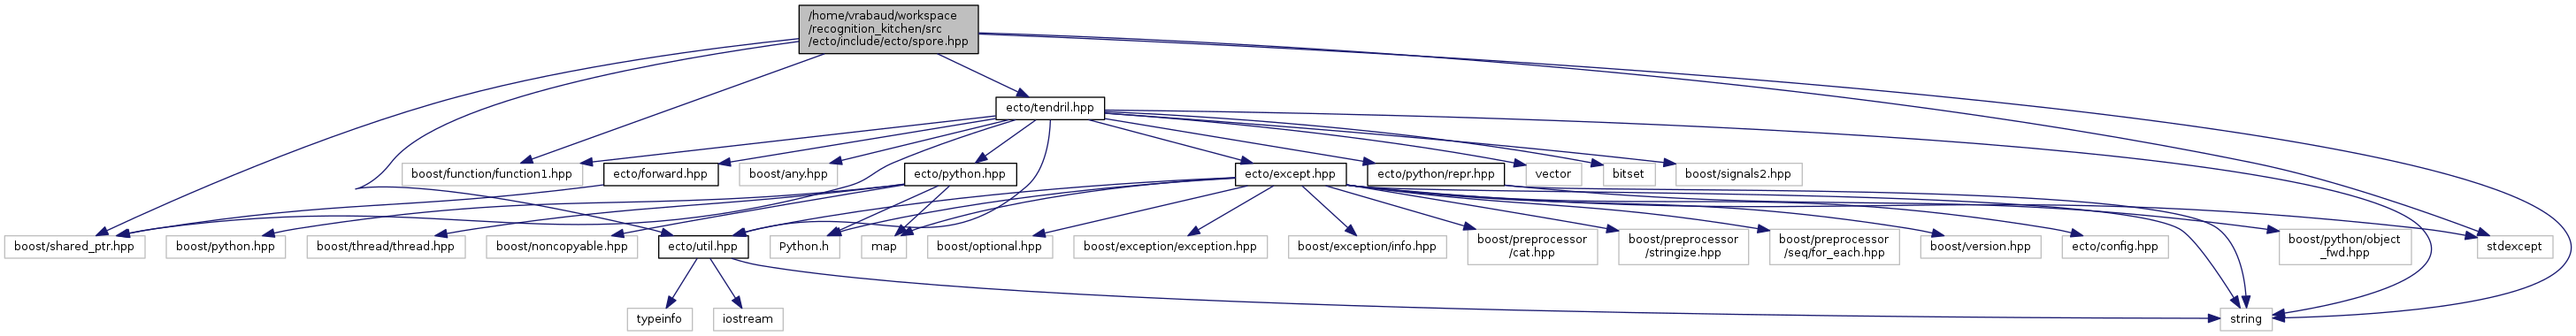 /home/vrabaud/workspace
/recognition_kitchen/src
/ecto/include/ecto/spore.hpp
ecto/tendril.hpp
boost/function/function1.hpp
ecto/forward.hpp
boost/any.hpp
ecto/python.hpp
ecto/except.hpp
ecto/python/repr.hpp
vector
bitset
boost/signals2.hpp
boost/shared_ptr.hpp
boost/python.hpp
boost/thread/thread.hpp
boost/noncopyable.hpp
ecto/util.hpp
Python.h
map
boost/optional.hpp
boost/exception/exception.hpp
boost/exception/info.hpp
boost/preprocessor
/cat.hpp
boost/preprocessor
/stringize.hpp
boost/preprocessor
/seq/for_each.hpp
boost/version.hpp
ecto/config.hpp
boost/python/object
_fwd.hpp
stdexcept
typeinfo
iostream
string